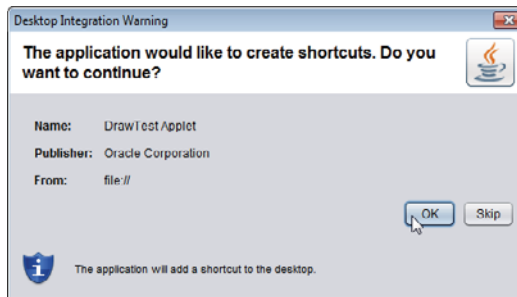 Desktop Integration Warning
The application would like to create shortcuts. Do you
want to continue?
Name: DrawTest Applet
Publisher: Oracle Corporation
From: file://
OK Skip
The application will add a shortcut to the desktop.